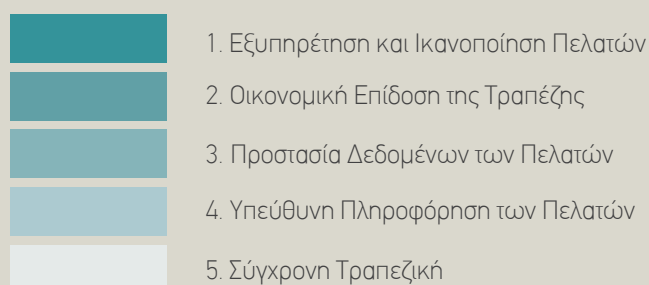 1. Εξυπηρέτηση και Ικανοποίηση Πελατών
2. Οικονομική Επίδοση της Τραπέζης
3. Προστασία Δεδομένων των Πελατών
4. Υπεύθυνη Πληροφόρηση των Πελατών
5. Σύγχρονη Τραπεζική